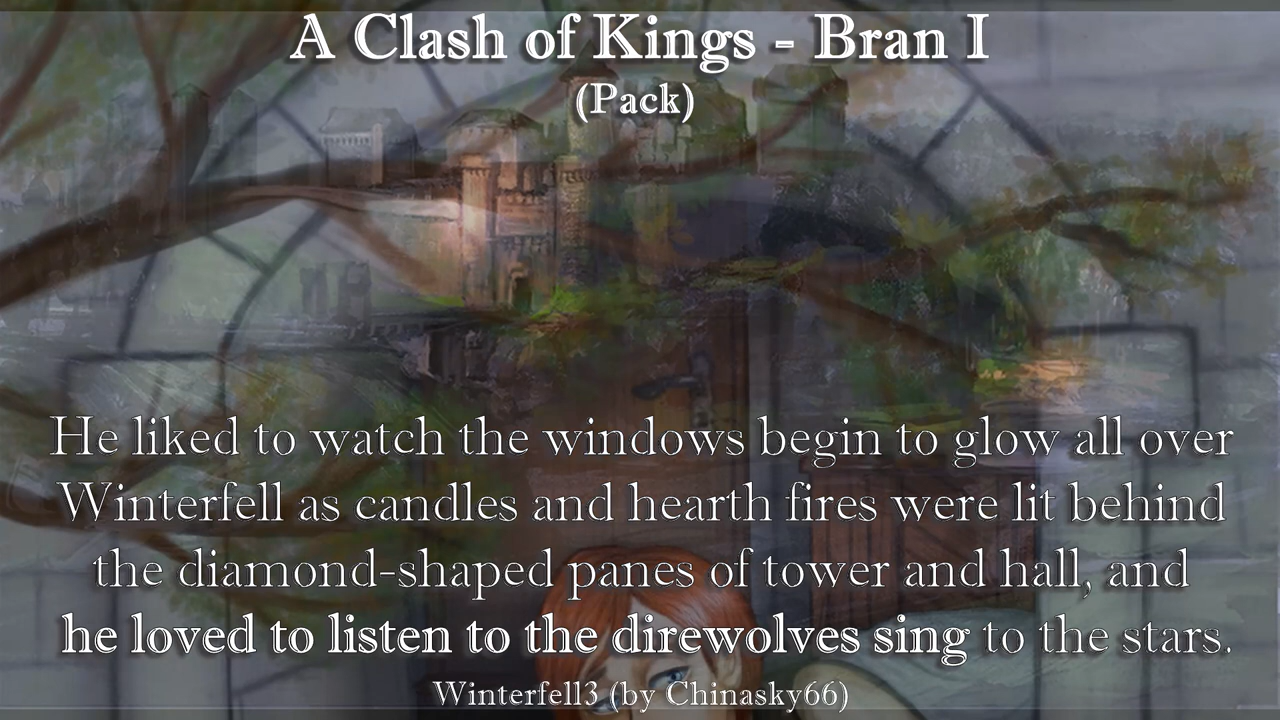 A Clash of Kings - Bran I
(Pack)
He liked to watch the windows begin to glow all over
Winterfell as candles and hearth fires were lit behind
the diamond-shaped panes of tower and hall, and
he loved to listen to the direwolves sing to the stars.
Winterfell3 (by Chinasky66)